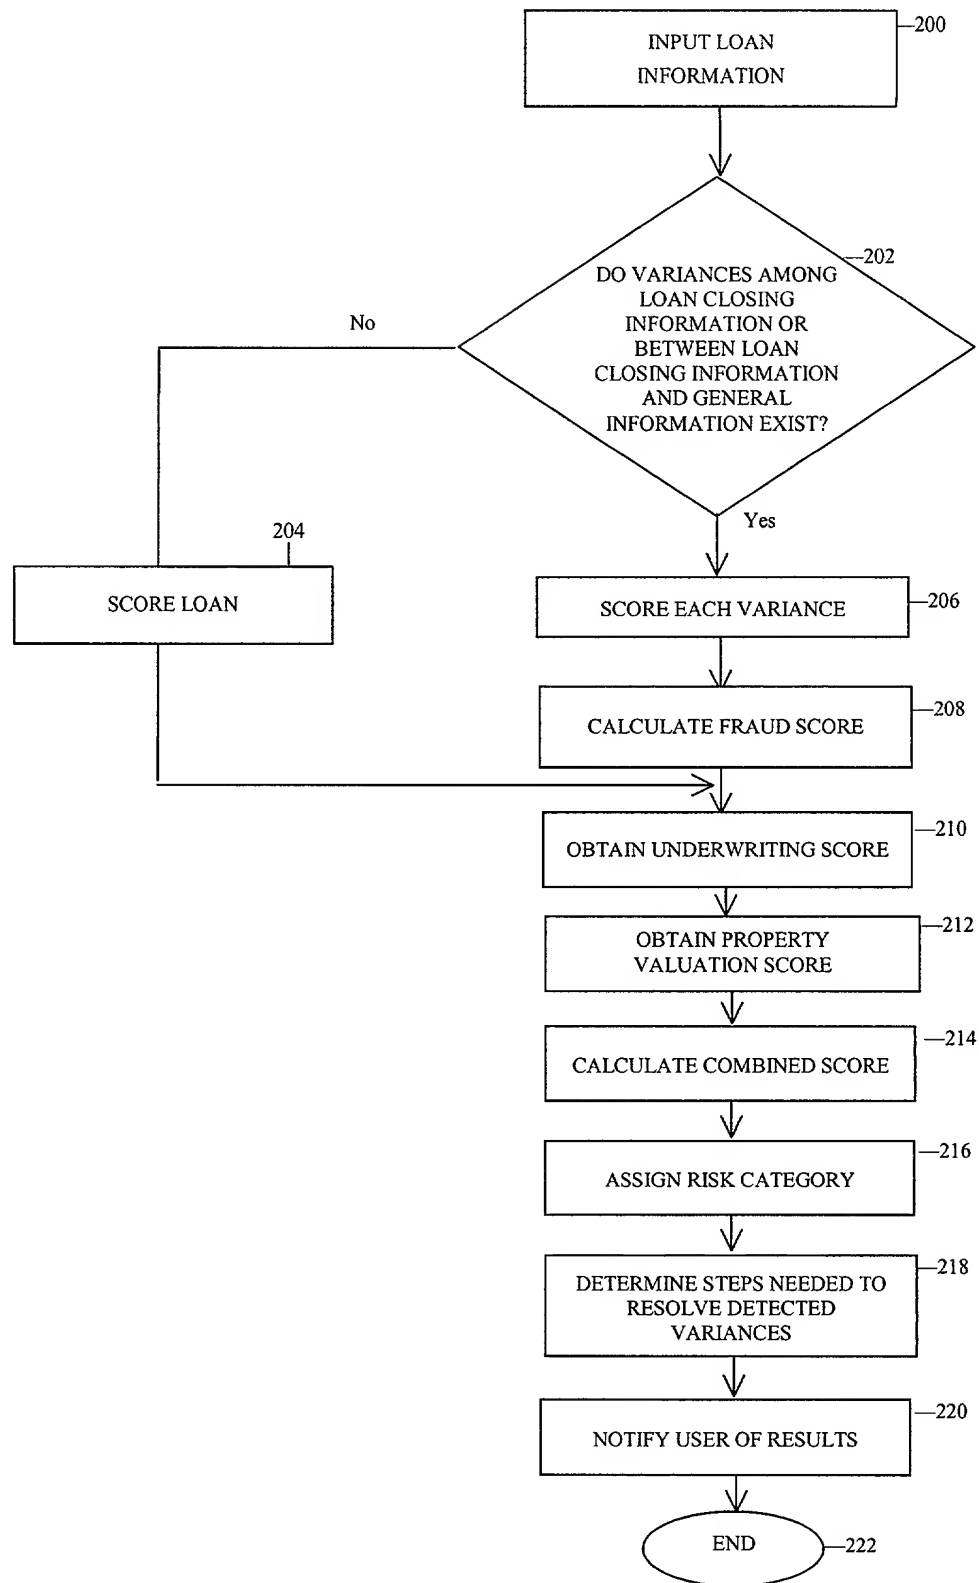 INPUT LOAN
INFORMATION
200
DO VARIANCES AMONG
LOAN CLOSING
INFORMATION OR
BETWEEN LOAN
CLOSING INFORMATION
AND GENERAL
INFORMATION EXIST?
202
No
Yes
204
SCORE LOAN
SCORE EACH VARIANCE
206
CALCULATE FRAUD SCORE
208
OBTAIN UNDERWRITING SCORE
210
OBTAIN PROPERTY
VALUATION SCORE
212
CALCULATE COMBINED SCORE
214
ASSIGN RISK CATEGORY
216
DETERMINE STEPS NEEDED TO
RESOLVE DETECTED
VARIANCES
218
NOTIFY USER OF RESULTS
220
END
222